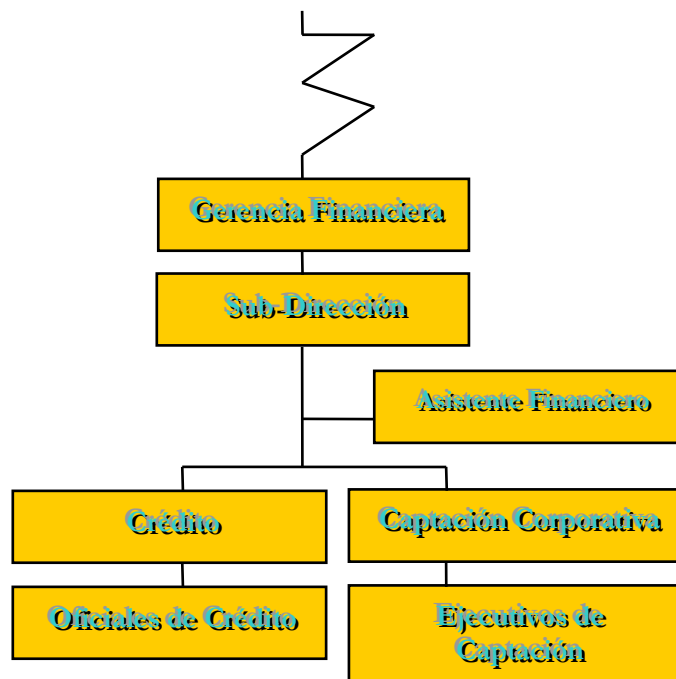 Gerencia Financiera
Sub-Dirección
Asistente Financiero
Crédito
Captación Corporativa
Oficiales de Crédito
Ejecutivos de
Captación